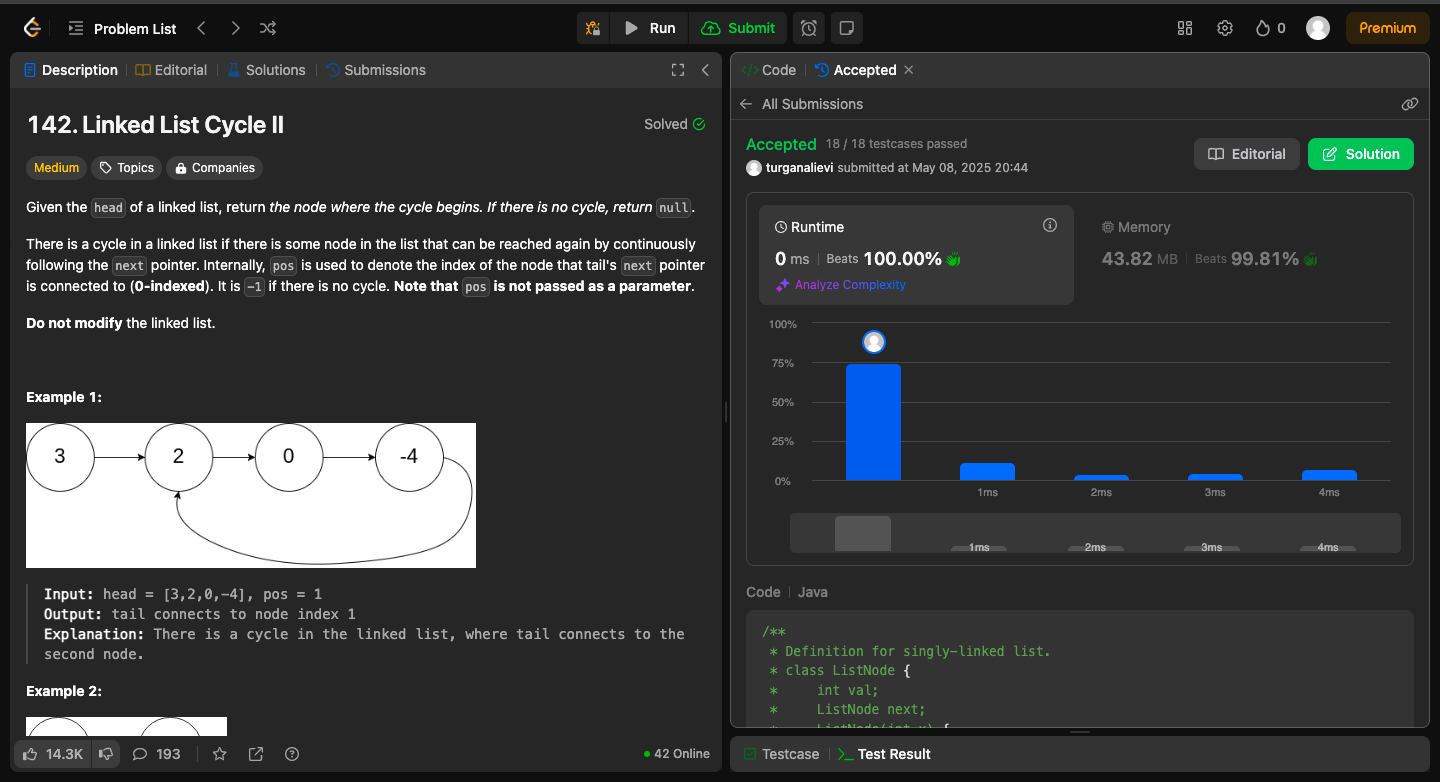 Problem List
Run
Submit
0
Premium
Description
Editorial
Solutions
Submissions
142. Linked List Cycle II
Solved
Medium
Topics
Companies
Given the head of a linked list, return the node where the cycle begins. If there is no cycle, return null.
There is a cycle in a linked list if there is some node in the list that can be reached again by continuously
following the next pointer. Internally, pos is used to denote the index of the node that tail's next pointer
is connected to (0-indexed). It is -1 if there is no cycle. Note that pos is not passed as a parameter.
Do not modify the linked list.
Example 1:
3
2
0
-4
Input: head = [3,2,0,-4], pos = 1
Output: tail connects to node index 1
Explanation: There is a cycle in the linked list, where tail connects to the
second node.
Example 2:
14.3K
193
42 Online
Code
Accepted
All Submissions
Accepted 18 / 18 testcases passed
turganalievi submitted at May 08, 2025 20:44
Editorial
Solution
Runtime
0 ms
Beats 100.00%
Analyze Complexity
Memory
43.82 MB
Beats 99.81%
100%
75%
50%
25%
0%
1ms
2ms
3ms
4ms
1ms
2ms
3ms
4ms
Code
Java
/**
* Definition for singly-linked list.
* class ListNode {
* int val;
* ListNode next;
* ListNode(int x) {
Testcase
Test Result